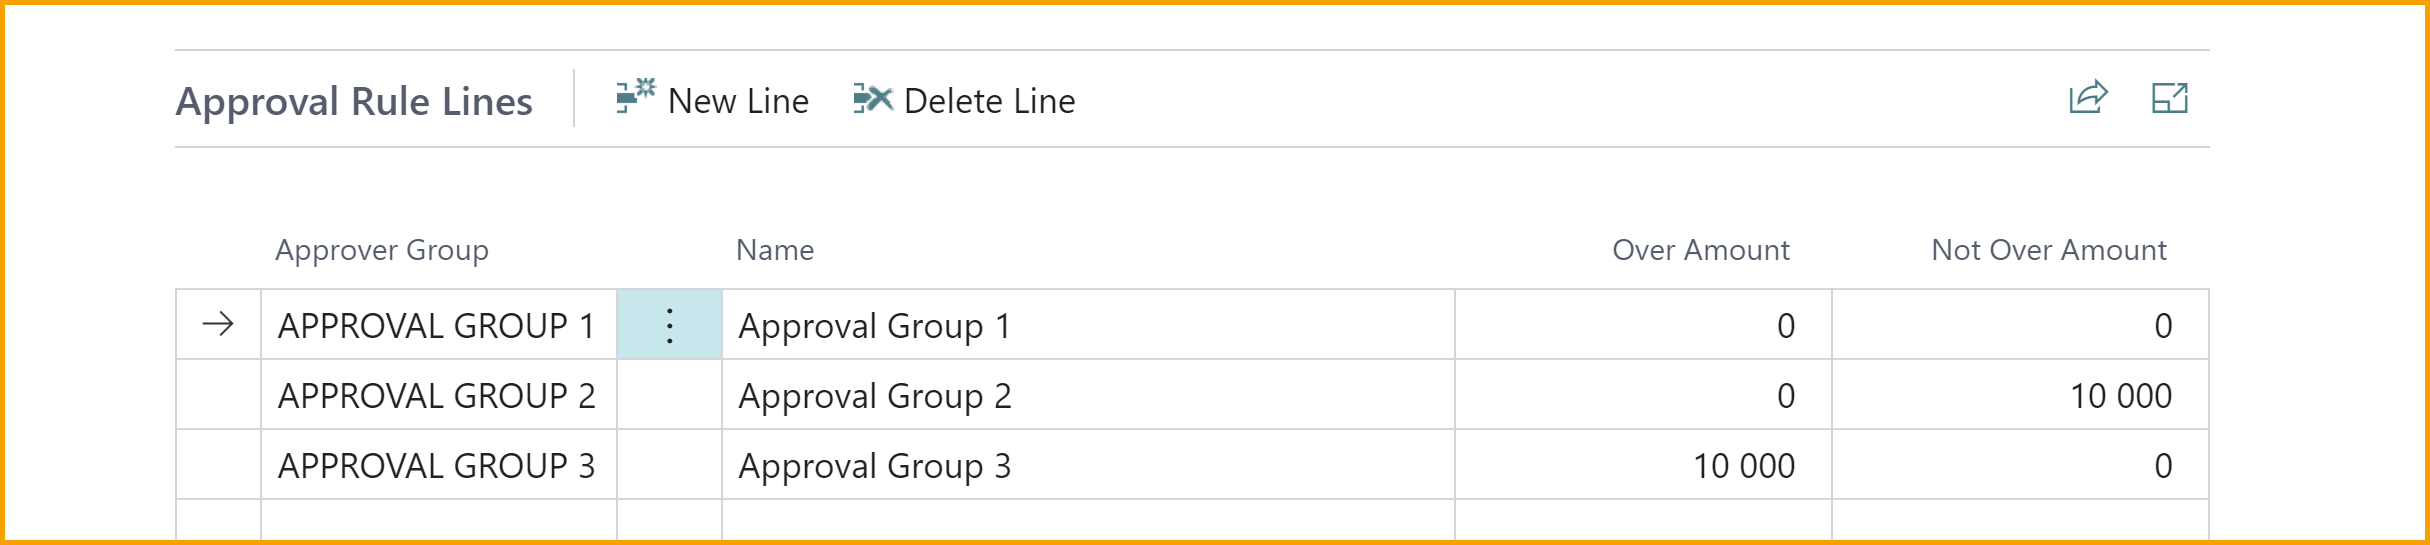 Approval Rule Lines New Line Delete Line
Approver Group Name Over Amount Not Over Amount
APPROVAL GROUP 1 Approval Group 1 0 0
APPROVAL GROUP 2 Approval Group 2 0 10 000
APPROVAL GROUP 3 Approval Group 3 10 000 0